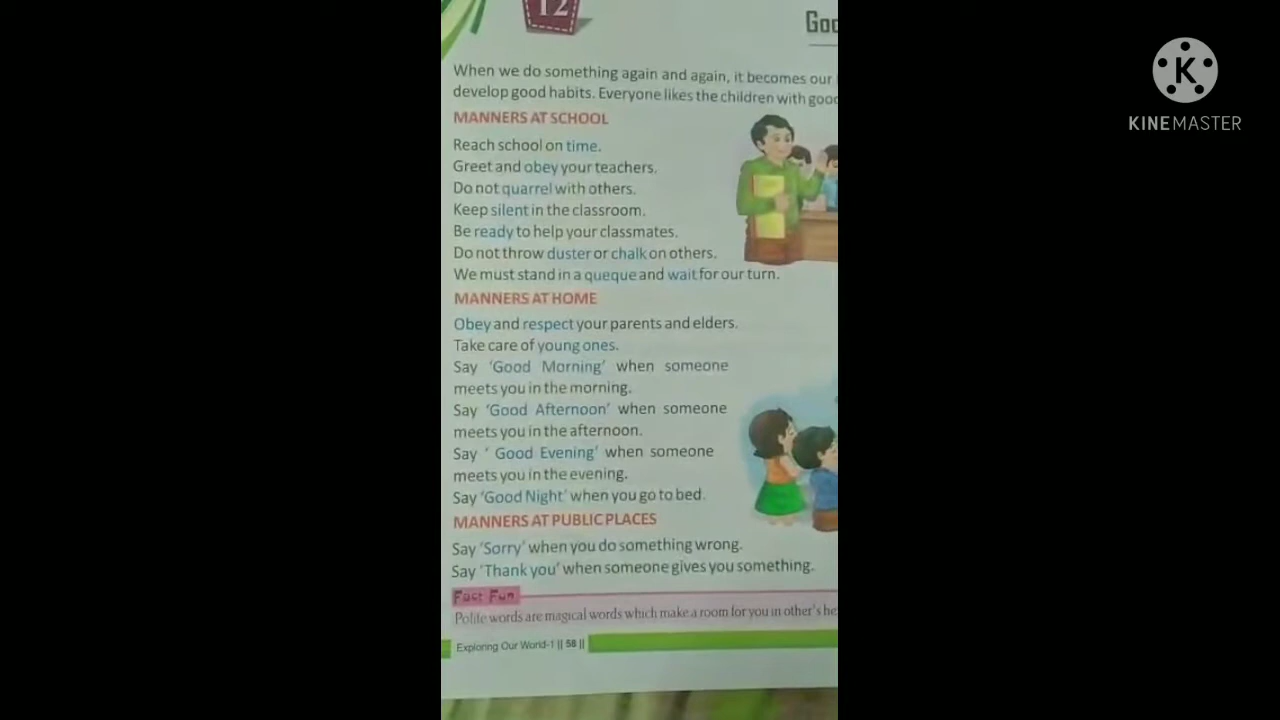 12
When we do something again and again, it becomes our
develop good habits. Everyone likes the children with
MANNERS AT SCHOOL
Reach school on time.
Greet and obey your teachers.
Do not quarrel with others.
Keep silent in the classroom.
Be ready to help your classmates.
Do not throw duster or chalk on others.
We must stand in a queque and wait for our turn.
MANNERS AT HOME
Obey and respect your parents and elders.
Take care of young ones.
Say 'Good Morning' when someone
meets you in the morning.
Say 'Good Afternoon' when someone
meets you in the afternoon.
Say ' Good Evening' when someone
meets you in the evening.
Say 'Good Night' when you go to bed.
MANNERS AT PUBLIC PLACES
Say 'Sorry' when you do something wrong.
Say 'Thank you' when someone gives you something.
Fact Fun
Polite words are magical words which make a room for you in other's
Exploring Our World-1 || 58 ||
K
KINEMASTER